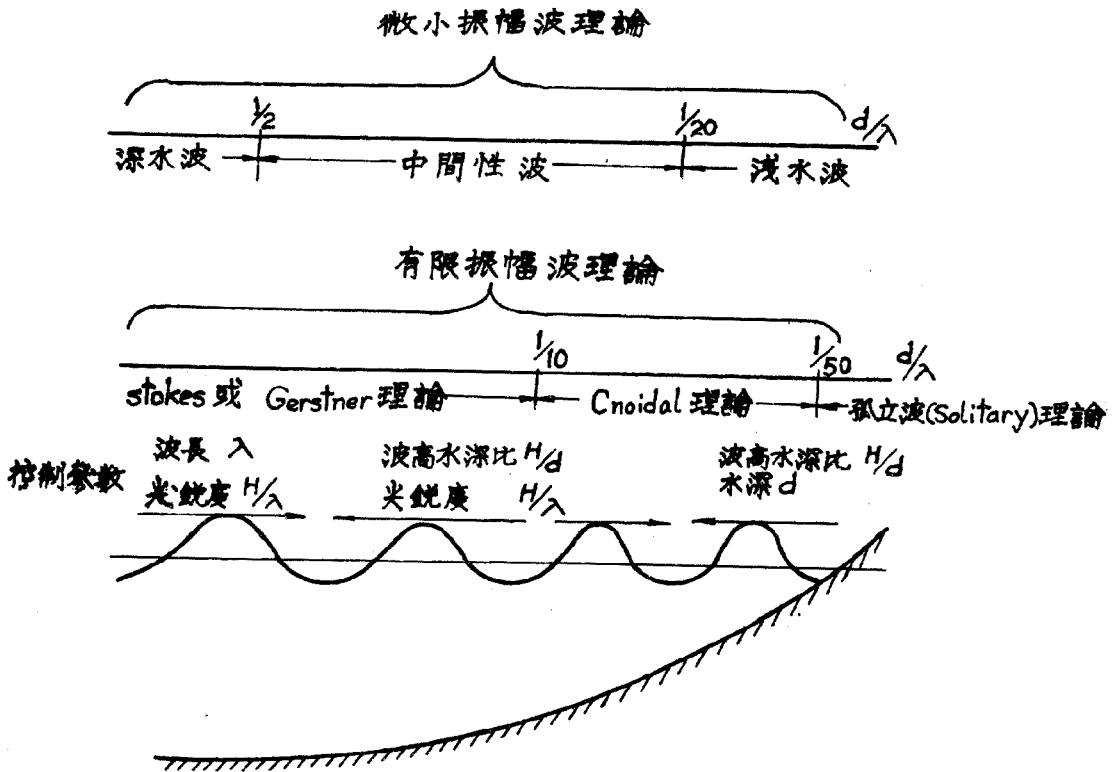 微小振幅波理論
1/2 1/20 d/λ
深水波 中間性波 浅水波
有限振幅波理論
1/10 1/50 d/λ
stokes或 Gerstner理論 Cnoidal理論 孤立波(Solitary)理論
控制參數
波長 λ 波高水深比 H/d 波高水深比 H/d
尖銳度 H/λ 尖銳度 H/λ 水深 d